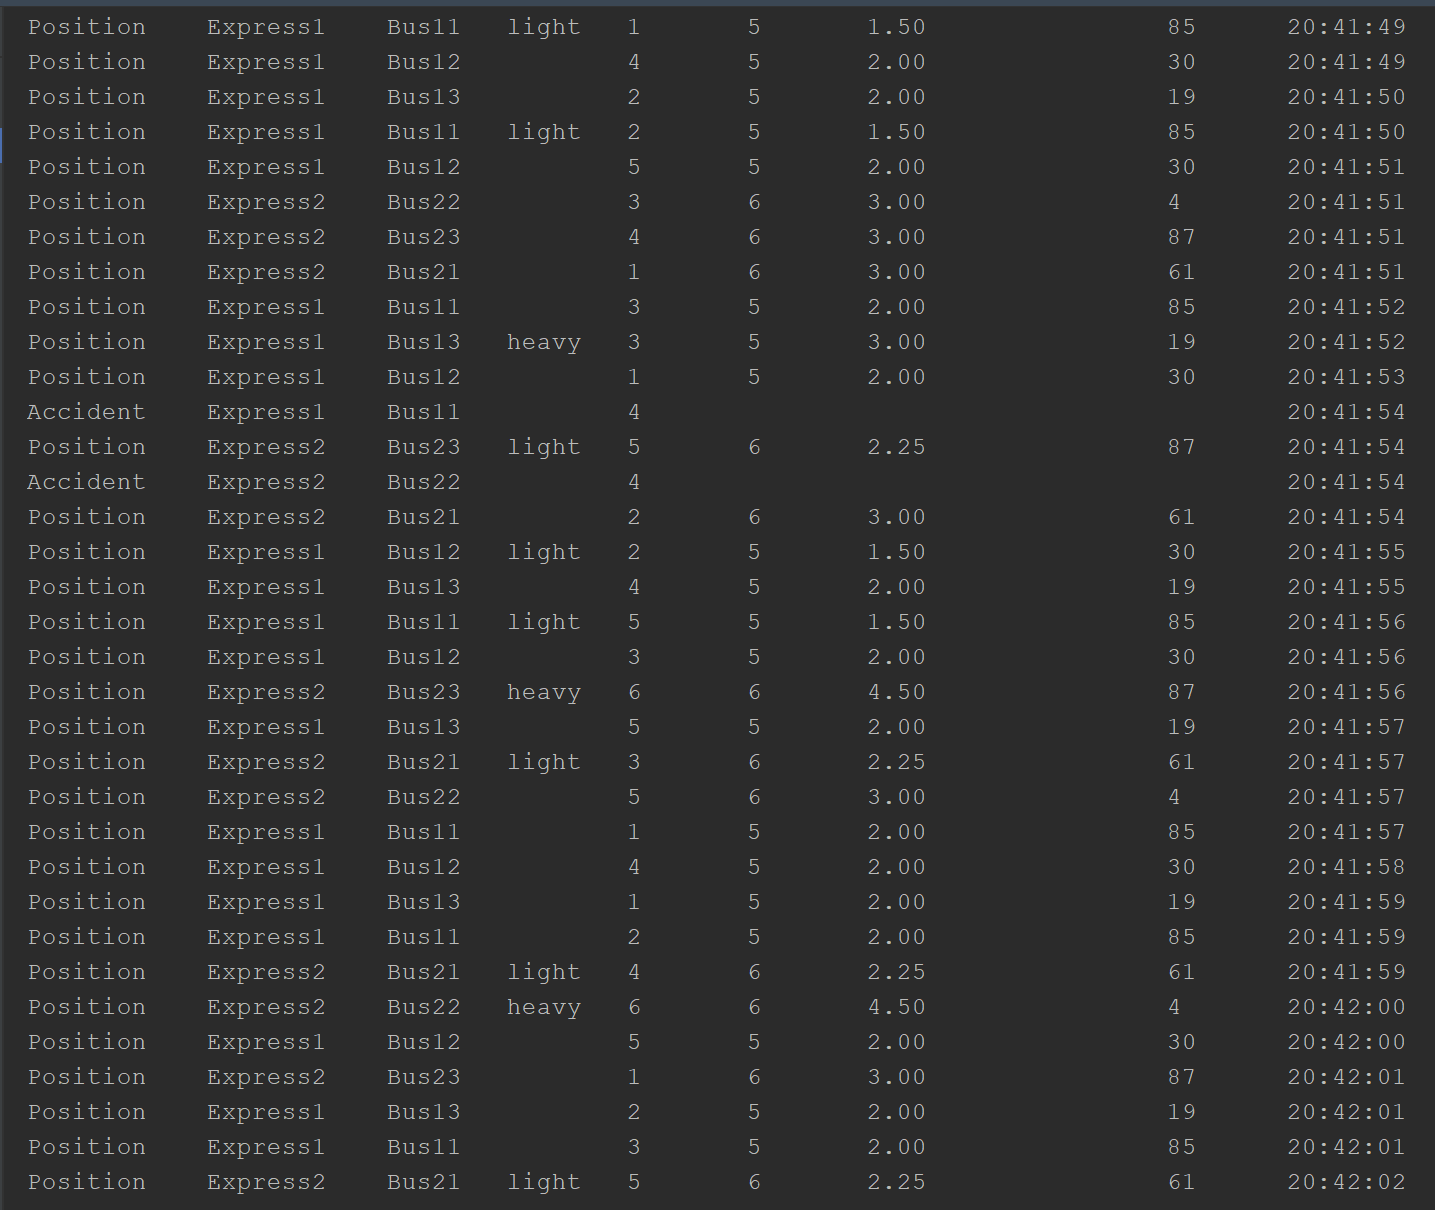 Position Express1 Bus11 light 1 5 1.50 85 20:41:49
Position Express1 Bus12 4 5 2.00 30 20:41:49
Position Express1 Bus13 2 5 2.00 19 20:41:50
Position Express1 Bus11 light 2 5 1.50 85 20:41:50
Position Express1 Bus12 5 5 2.00 30 20:41:51
Position Express2 Bus22 3 6 3.00 4 20:41:51
Position Express2 Bus23 4 6 3.00 87 20:41:51
Position Express2 Bus21 1 6 3.00 61 20:41:51
Position Express1 Bus11 3 5 2.00 85 20:41:52
Position Express1 Bus13 heavy 3 5 3.00 19 20:41:52
Position Express1 Bus12 1 5 2.00 30 20:41:53
Accident Express1 Bus11 4 20:41:54
Position Express2 Bus23 light 5 6 2.25 87 20:41:54
Accident Express2 Bus22 4 20:41:54
Position Express2 Bus21 2 6 3.00 61 20:41:54
Position Express1 Bus12 light 2 5 1.50 30 20:41:55
Position Express1 Bus13 4 5 2.00 19 20:41:55
Position Express1 Bus11 light 5 5 1.50 85 20:41:56
Position Express1 Bus12 3 5 2.00 30 20:41:56
Position Express2 Bus23 heavy 6 6 4.50 87 20:41:56
Position Express1 Bus13 5 5 2.00 19 20:41:57
Position Express2 Bus21 light 3 6 2.25 61 20:41:57
Position Express2 Bus22 5 6 3.00 4 20:41:57
Position Express1 Bus11 1 5 2.00 85 20:41:57
Position Express1 Bus12 4 5 2.00 30 20:41:58
Position Express1 Bus13 1 5 2.00 19 20:41:59
Position Express1 Bus11 2 5 2.00 85 20:41:59
Position Express2 Bus21 light 4 6 2.25 61 20:41:59
Position Express2 Bus22 heavy 6 6 4.50 4 20:42:00
Position Express1 Bus12 5 5 2.00 30 20:42:00
Position Express2 Bus23 1 6 3.00 87 20:42:01
Position Express1 Bus13 2 5 2.00 19 20:42:01
Position Express1 Bus11 3 5 2.00 85 20:42:01
Position Express2 Bus21 light 5 6 2.25 61 20:42:02